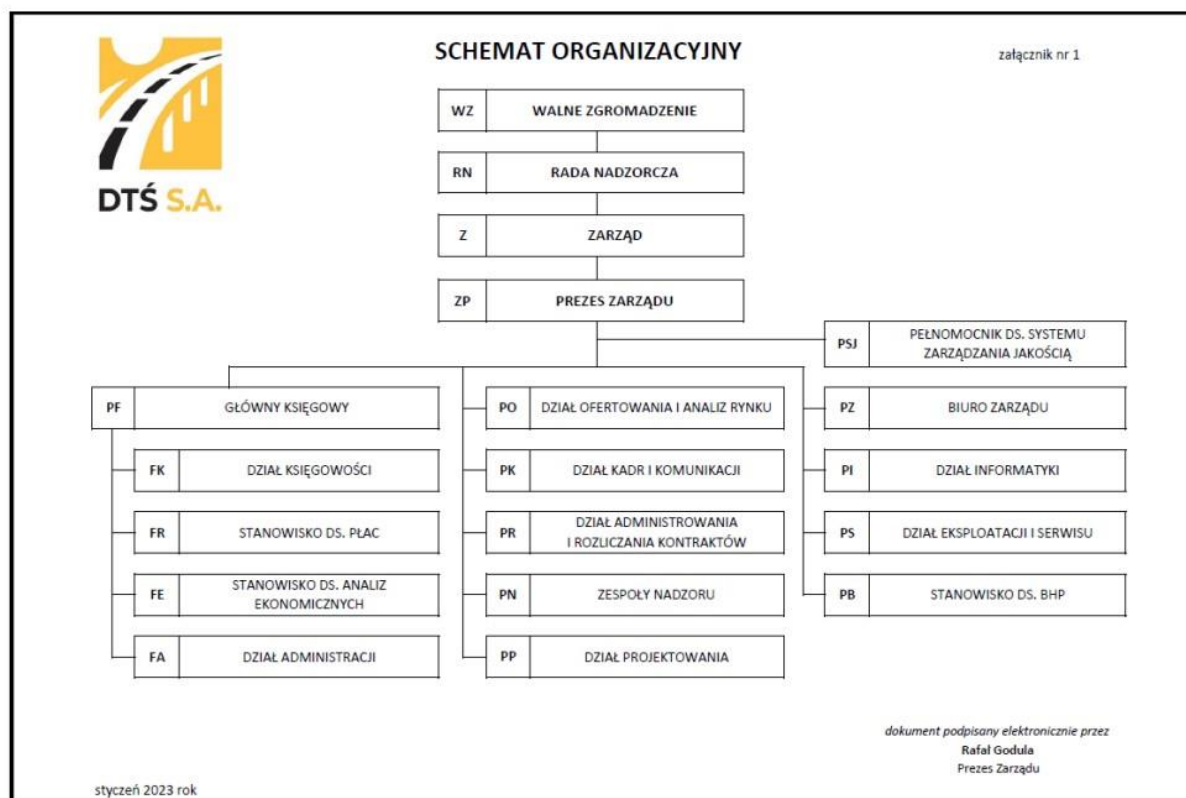 SCHEMAT ORGANIZACYJNY
załącznik nr 1
DTŚ S.A.
WZ WALNE ZGROMADZENIE
RN RADA NADZORCZA
Z ZARZĄD
ZP PREZES ZARZĄDU
PSJ PEŁNOMOCNIK DS. SYSTEMU
ZARZĄDZANIA JAKOŚCIĄ
PF GŁÓWNY KSIĘGOWY
FK DZIAŁ KSIĘGOWOŚCI
FR STANOWISKO DS. PŁAC
FE STANOWISKO DS. ANALIZ
EKONOMICZNYCH
FA DZIAŁ ADMINISTRACJI
PO DZIAŁ OFERTOWANIA I ANALIZ RYNKU
PK DZIAŁ KADR I KOMUNIKACJI
PR DZIAŁ ADMINISTROWANIA
I ROZLICZANIA KONTRAKTÓW
PN ZESPOŁY NADZORU
PP DZIAŁ PROJEKTOWANIA
PZ BIURO ZARZĄDU
PI DZIAŁ INFORMATYKI
PS DZIAŁ EKSPLOATACJI I SERWISU
PB STANOWISKO DS. BHP
dokument podpisany elektronicznie przez
Rafał Godula
Prezes Zarządu
styczeń 2023 rok